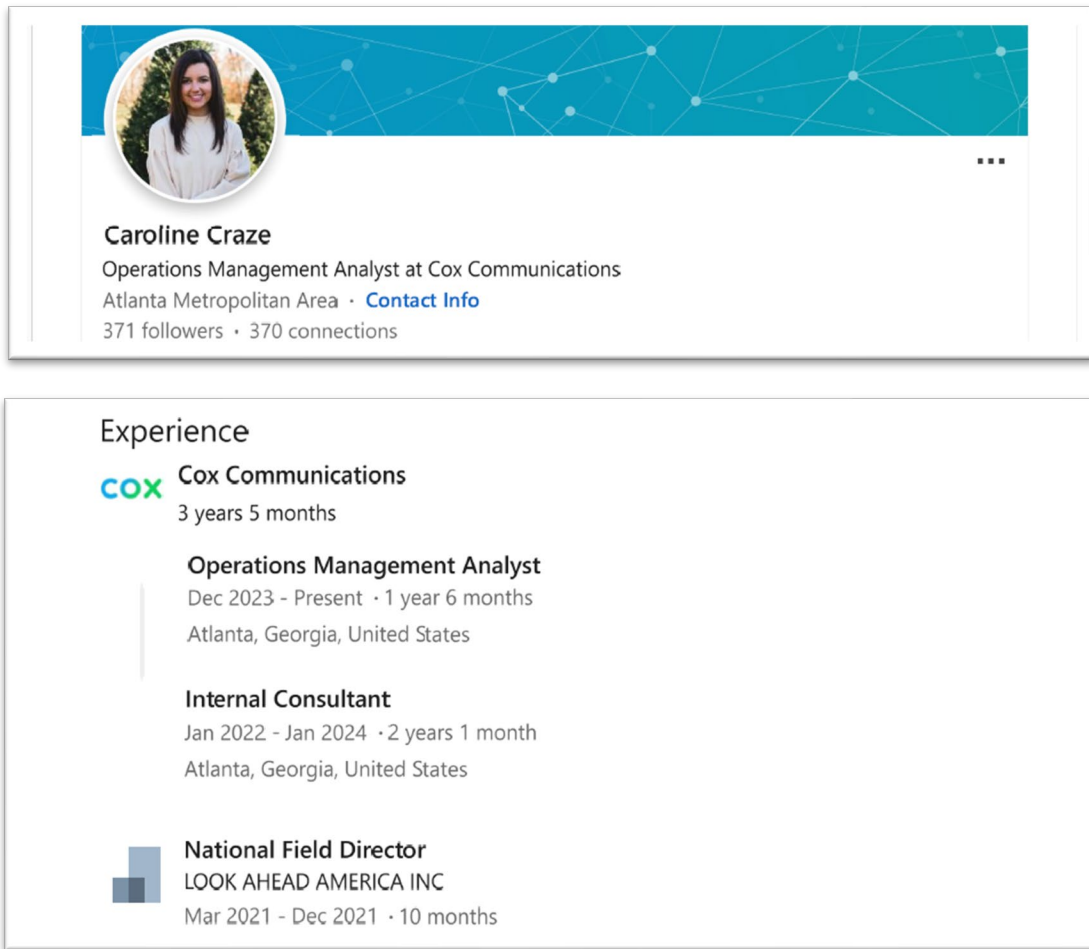 Caroline Craze
Operations Management Analyst at Cox Communications
Atlanta Metropolitan Area · Contact Info
371 followers · 370 connections
Experience
COX
Cox Communications
3 years 5 months
Operations Management Analyst
Dec 2023 - Present · 1 year 6 months
Atlanta, Georgia, United States
Internal Consultant
Jan 2022 - Jan 2024 · 2 years 1 month
Atlanta, Georgia, United States
National Field Director
LOOK AHEAD AMERICA INC
Mar 2021 - Dec 2021 · 10 months